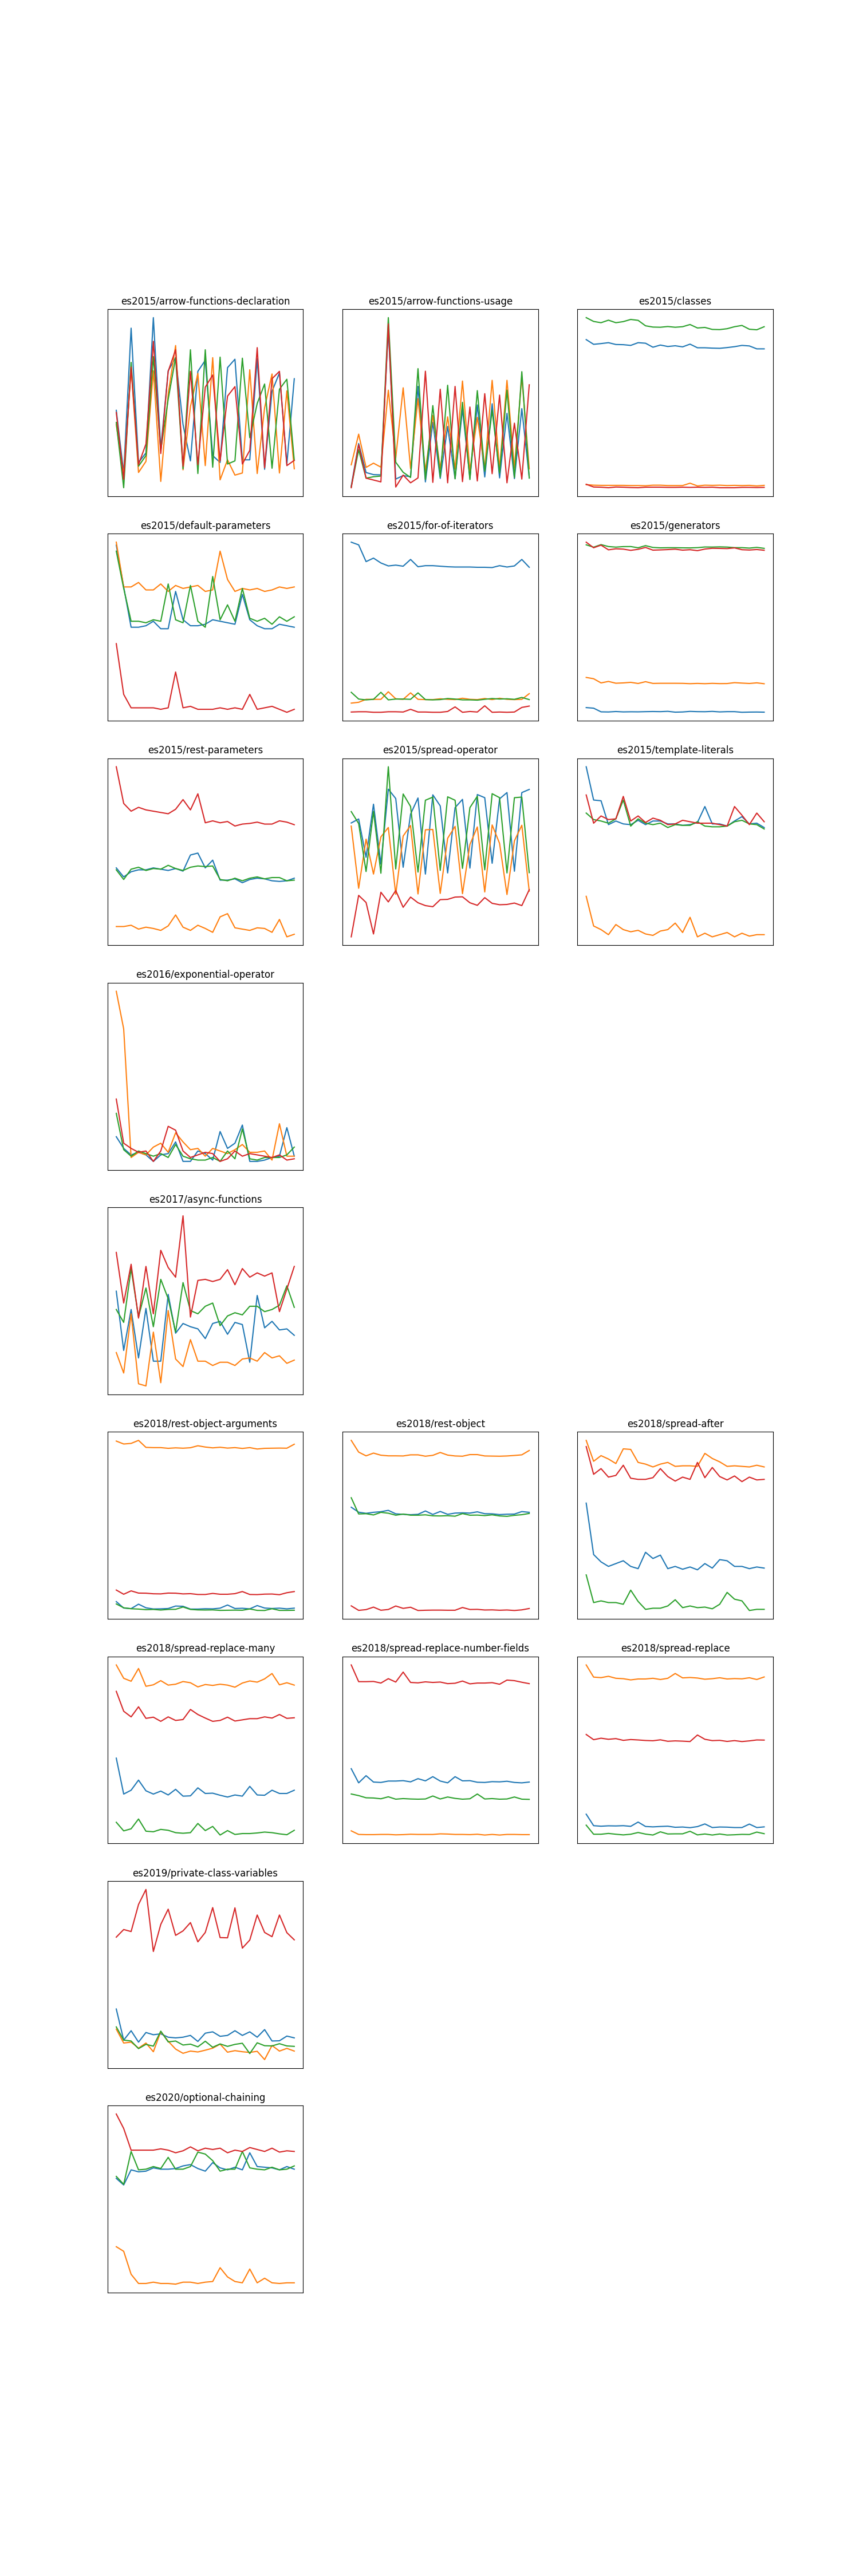 es2015/arrow-functions-declaration
es2015/arrow-functions-usage
es2015/classes
es2015/default-parameters
es2015/for-of-iterators
es2015/generators
es2015/rest-parameters
es2015/spread-operator
es2015/template-literals
es2016/exponential-operator
es2017/async-functions
es2018/rest-object-arguments
es2018/rest-object
es2018/spread-after
es2018/spread-replace-many
es2018/spread-replace-number-fields
es2018/spread-replace
es2019/private-class-variables
es2020/optional-chaining